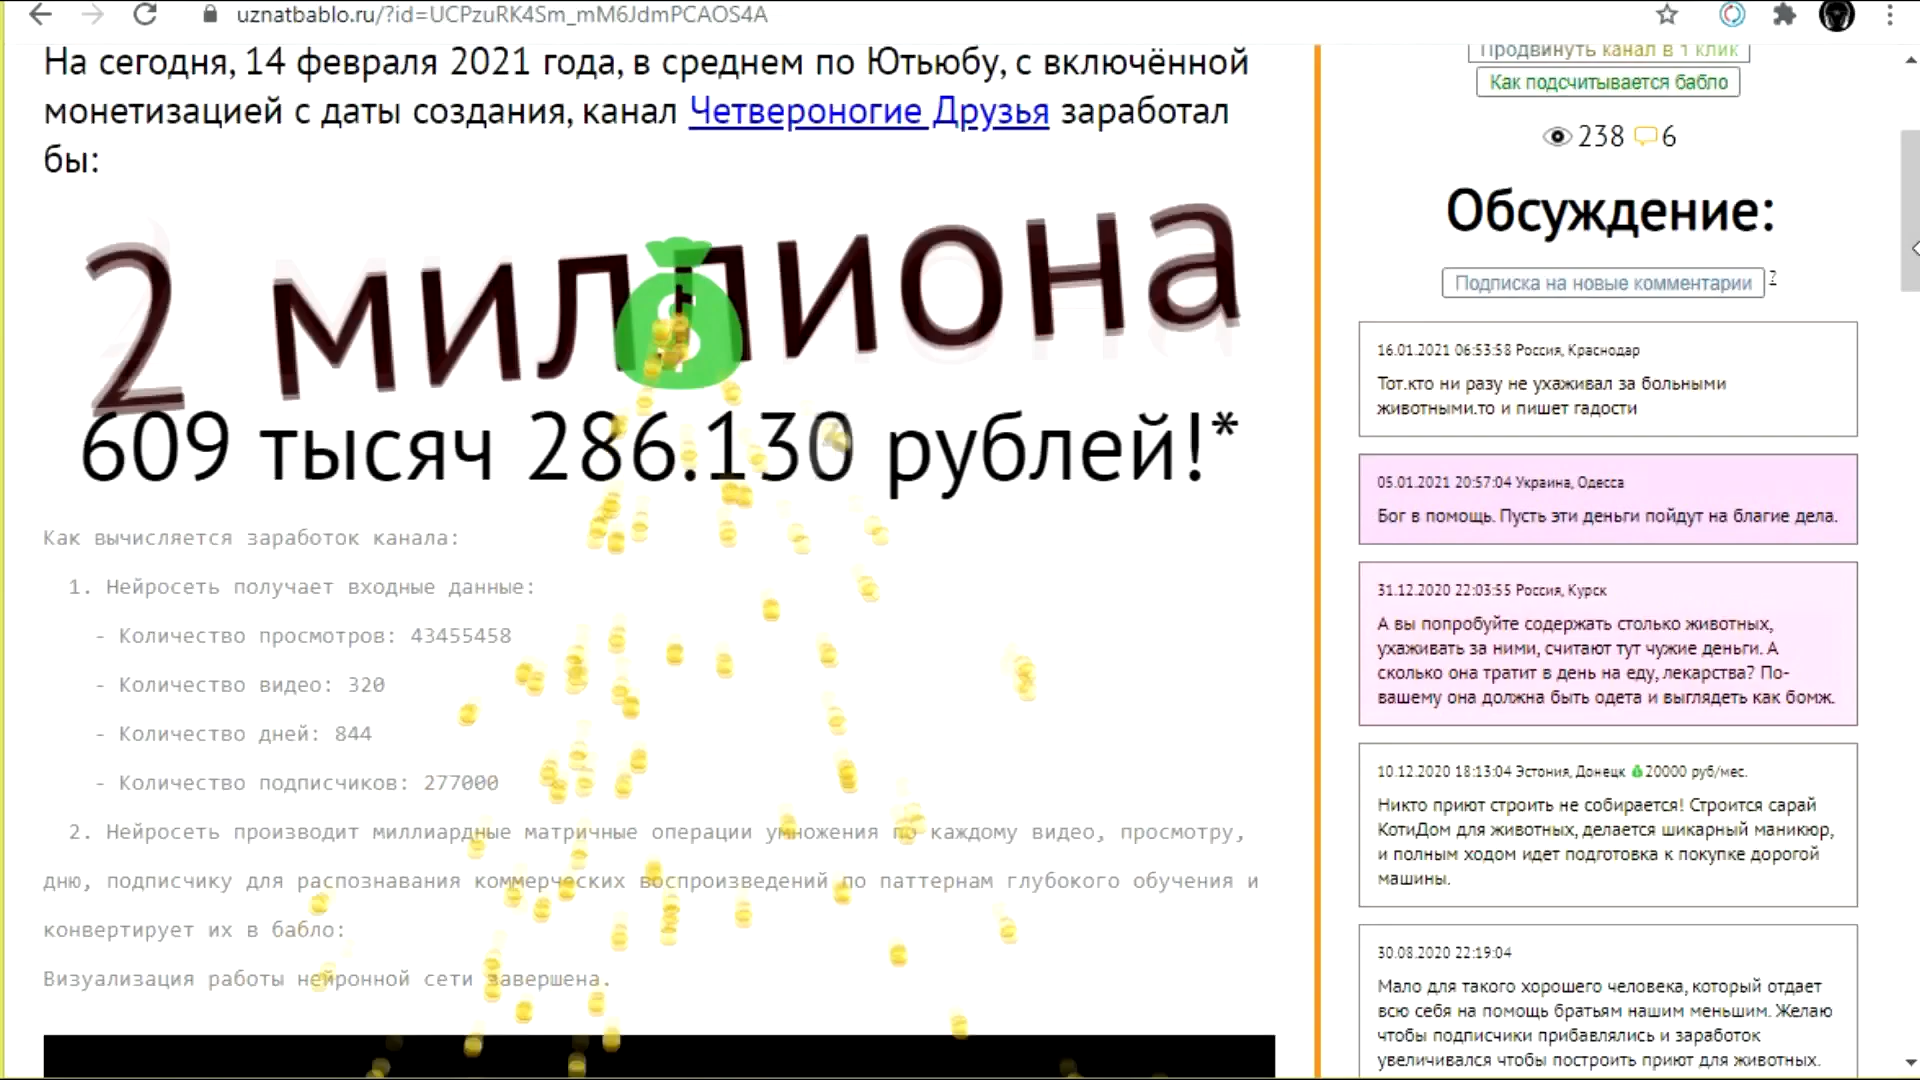 uznatbablo.ru/?id=UCPzuRK4Sm_mM6JdmPCAOS4A
На сегодня, 14 февраля 2021 года, в среднем по Ютьюбу, с включённой
монетизацией с даты создания, канал Четвероногие Друзья заработал
бы:
2 миллиона
609 тысяч 286.130 рублей!*
Как вычисляется заработок канала:
1. Нейросеть получает входные данные:
- Количество просмотров: 43455458
- Количество видео: 320
- Количество дней: 844
- Количество подписчиков: 277000
2. Нейросеть производит миллиардные матричные операции умножения по каждому видео, просмотру,
дню, подписчику для распознавания коммерческих воспроизведений по паттернам глубокого обучения и
конвертирует их в бабло:
Визуализация работы нейронной сети завершена.
Продвинуть канал в 1 клик
Как подсчитывается бабло
238 6
Обсуждение:
Подписка на новые комментарии ?
16.01.2021 06:53:58 Россия, Краснодар
Тот.кто ни разу не ухаживал за больными
животными.то и пишет гадости
05.01.2021 20:57:04 Украина, Одесса
Бог в помощь. Пусть эти деньги пойдут на благие дела.
31.12.2020 22:03:55 Россия, Курск
А вы попробуйте содержать столько животных,
ухаживать за ними, считают тут чужие деньги. А
сколько она тратит в день на еду, лекарства? По-
вашему она должна быть одета и выглядеть как бомж.
10.12.2020 18:13:04 Эстония, Донецк 20000 руб/мес.
Никто приют строить не собирается! Строится сарай
КотиДом для животных, делается шикарный маникюр,
и полным ходом идет подготовка к покупке дорогой
машины.
30.08.2020 22:19:04
Мало для такого хорошего человека, который отдает
всю себя на помощь братьям нашим меньшим. Желаю
чтобы подписчики прибавлялись и заработок
увеличивался чтобы построить приют для животных.